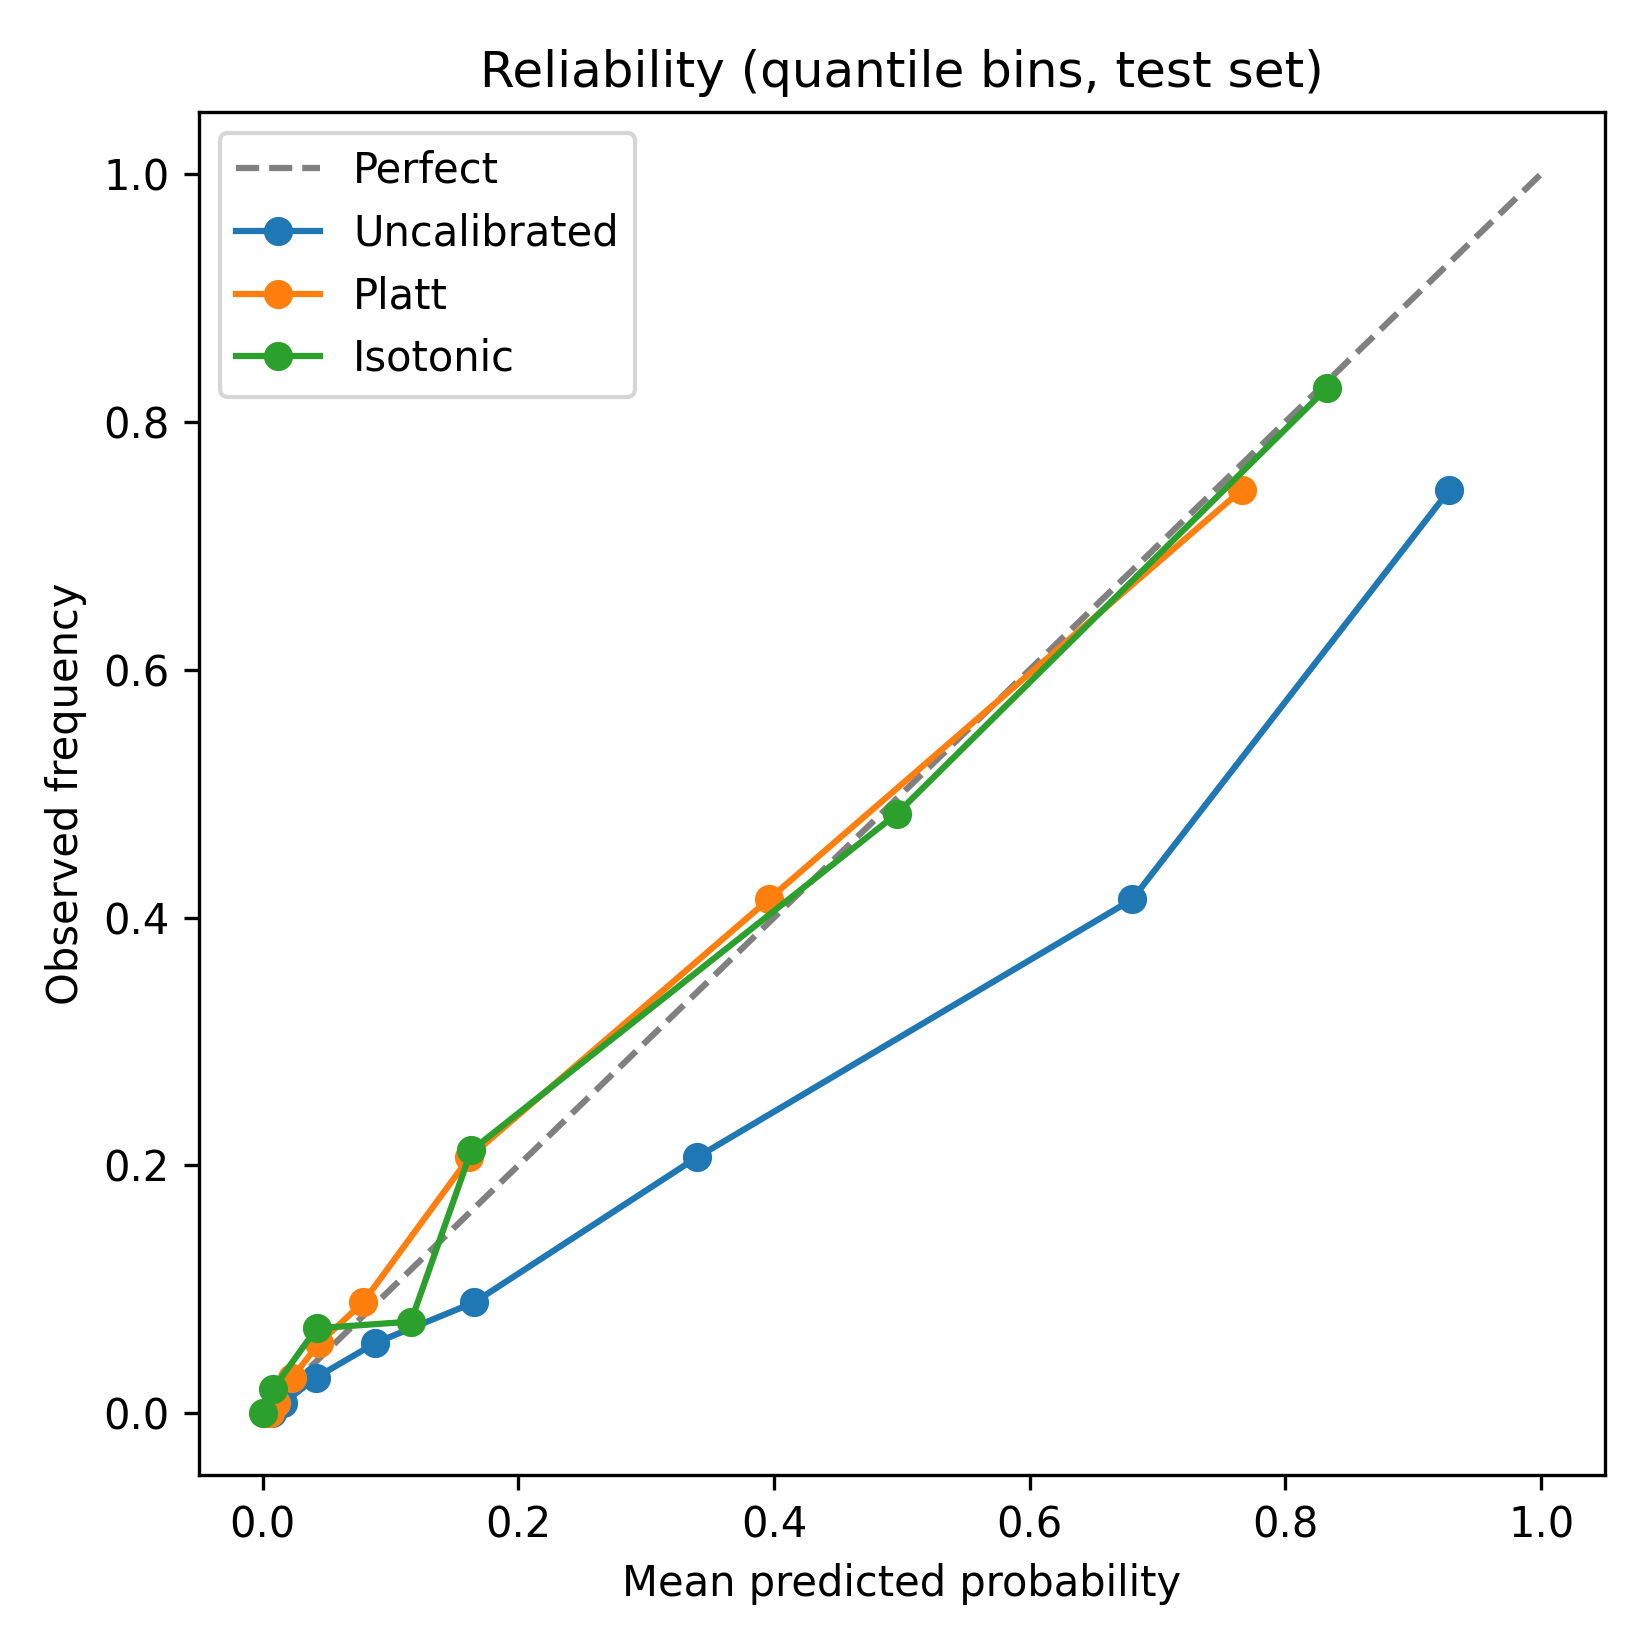 Reliability (quantile bins, test set)
Perfect
Uncalibrated
Platt
Isotonic
1.0
0.8
0.6
0.4
0.2
0.0
Observed frequency
0.0 0.2 0.4 0.6 0.8 1.0
Mean predicted probability